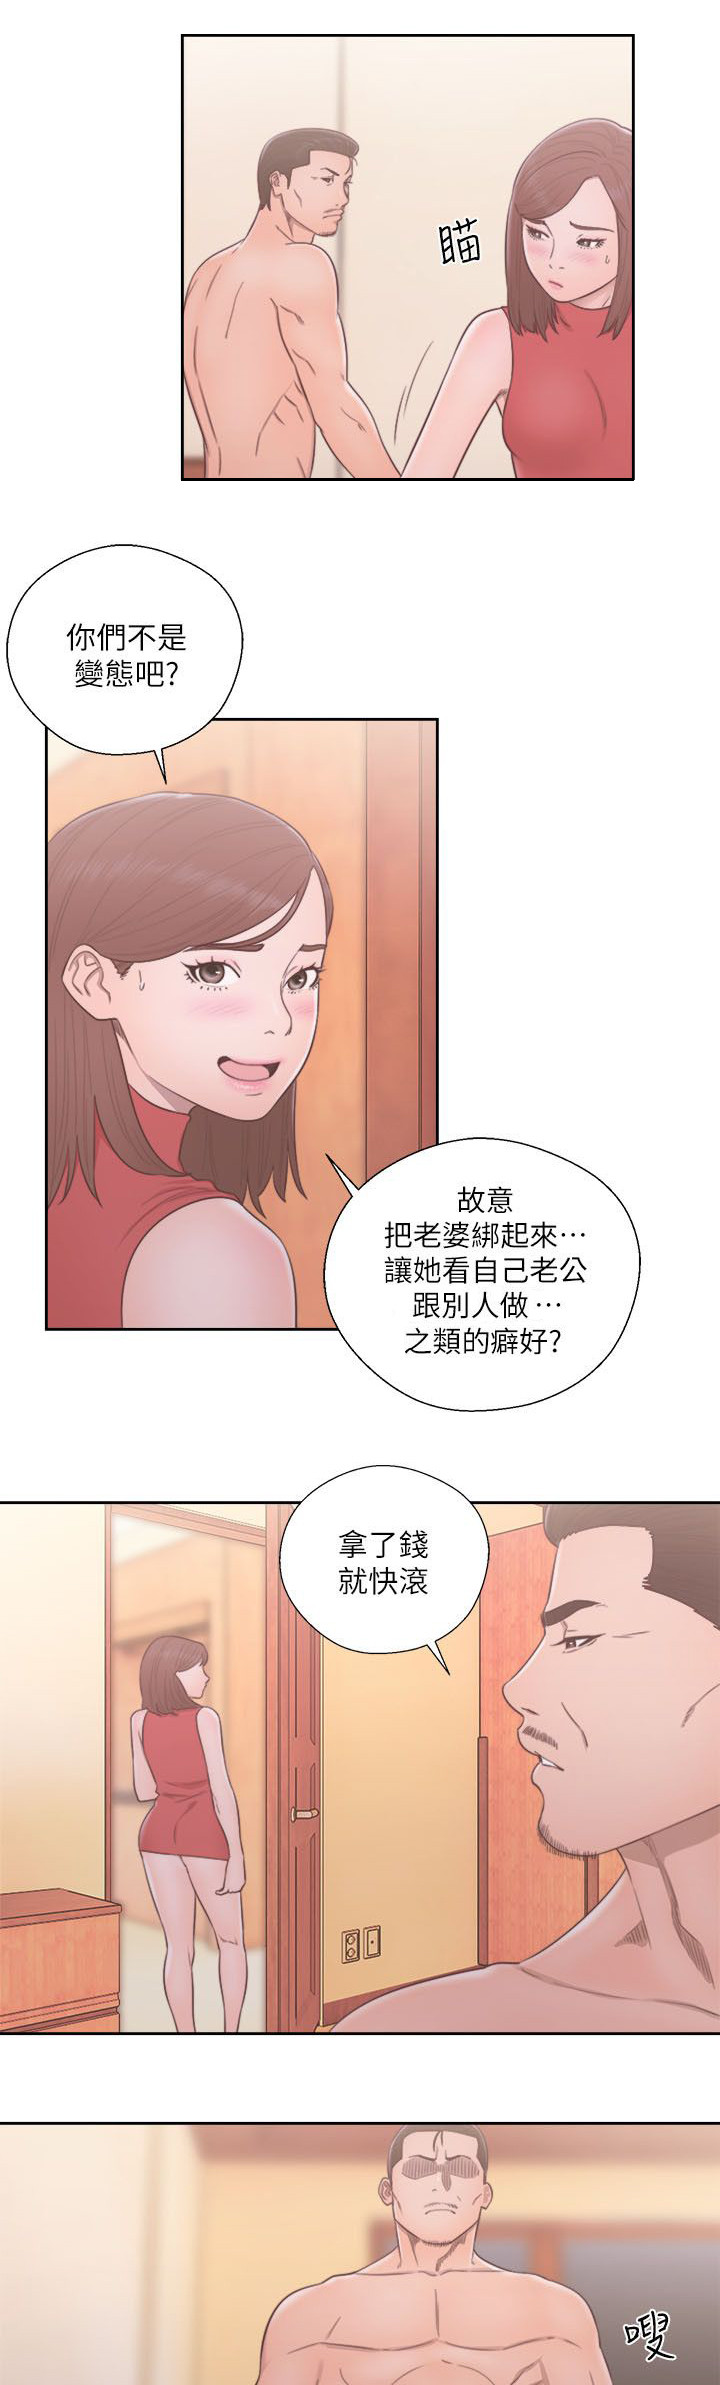 瞄
你們不是
變態吧?
故意
把老婆綁起來…
讓她看自己老公
跟別人做…
之類的癖好?
拿了錢
就快滾
嗖